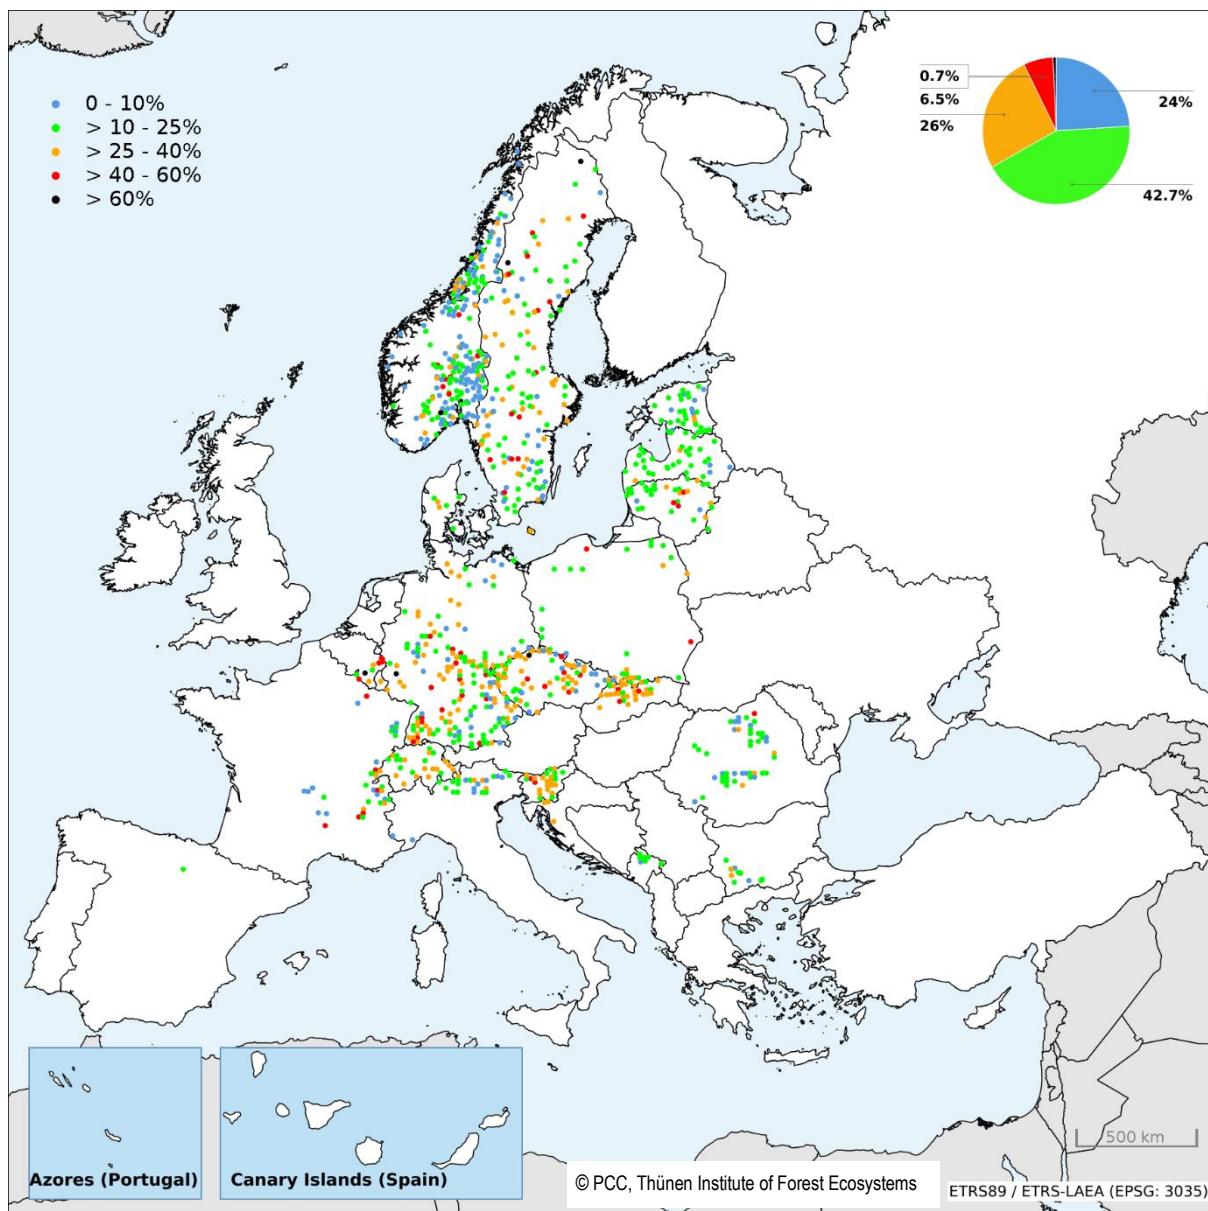 0 - 10%
> 10 - 25%
> 25 - 40%
> 40 - 60%
> 60%
0.7%
6.5%
26%
24%
42.7%
500 km
Azores (Portugal)
Canary Islands (Spain)
© PCC, Thünen Institute of Forest Ecosystems
ETRS89 / ETRS-LAEA (EPSG: 3035)